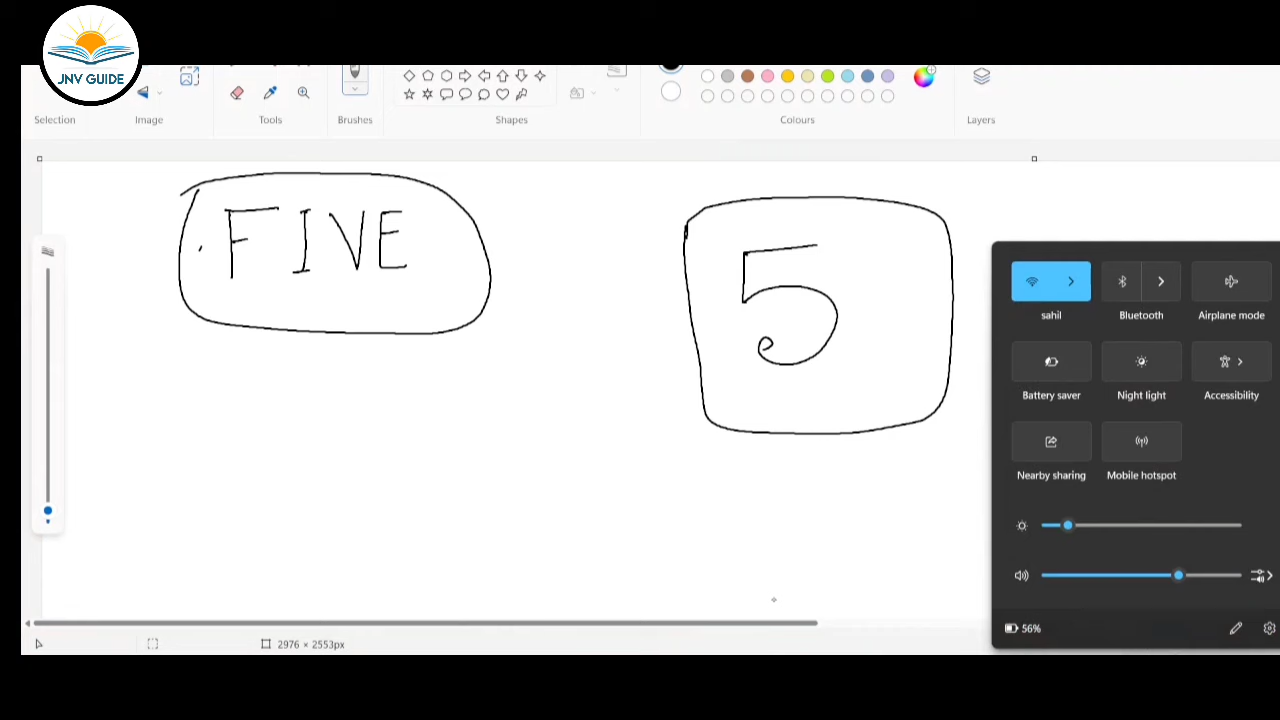 JNV GUIDE
Selection
Image
Tools
Brushes
Shapes
Colours
Layers
FIVE
5
sahil
Bluetooth
Airplane mode
Battery saver
Night light
Accessibility
Nearby sharing
Mobile hotspot
56%
2976 × 2553px